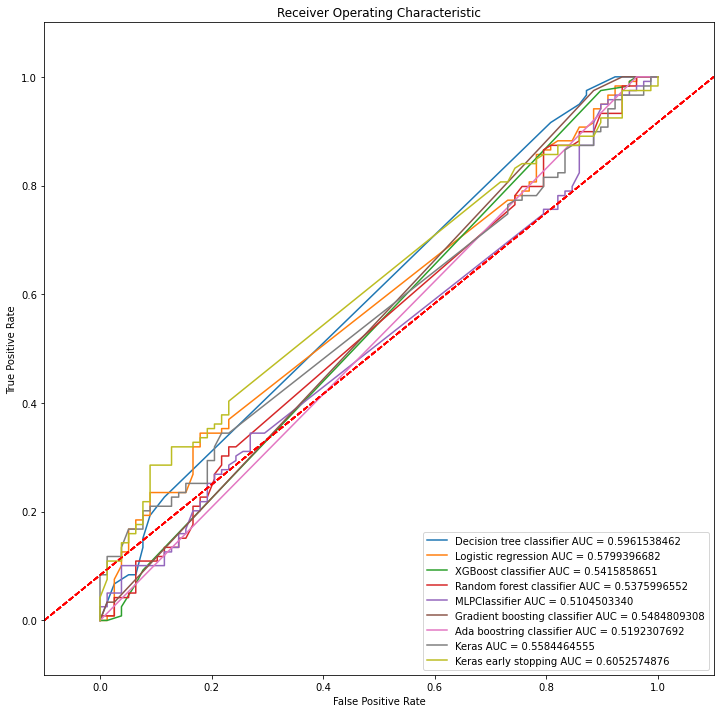 Receiver Operating Characteristic
True Positive Rate
1.0
0.8
0.6
0.4
0.2
0.0
Decision tree classifier AUC = 0.5961538462
Logistic regression AUC = 0.5799396682
XGBoost classifier AUC = 0.5415858651
Random forest classifier AUC = 0.5375996552
MLPClassifier AUC = 0.5104503340
Gradient boosting classifier AUC = 0.5484809308
Ada boostring classifier AUC = 0.5192307692
Keras AUC = 0.5584464555
Keras early stopping AUC = 0.6052574876
0.0 0.2 0.4 0.6 0.8 1.0
False Positive Rate